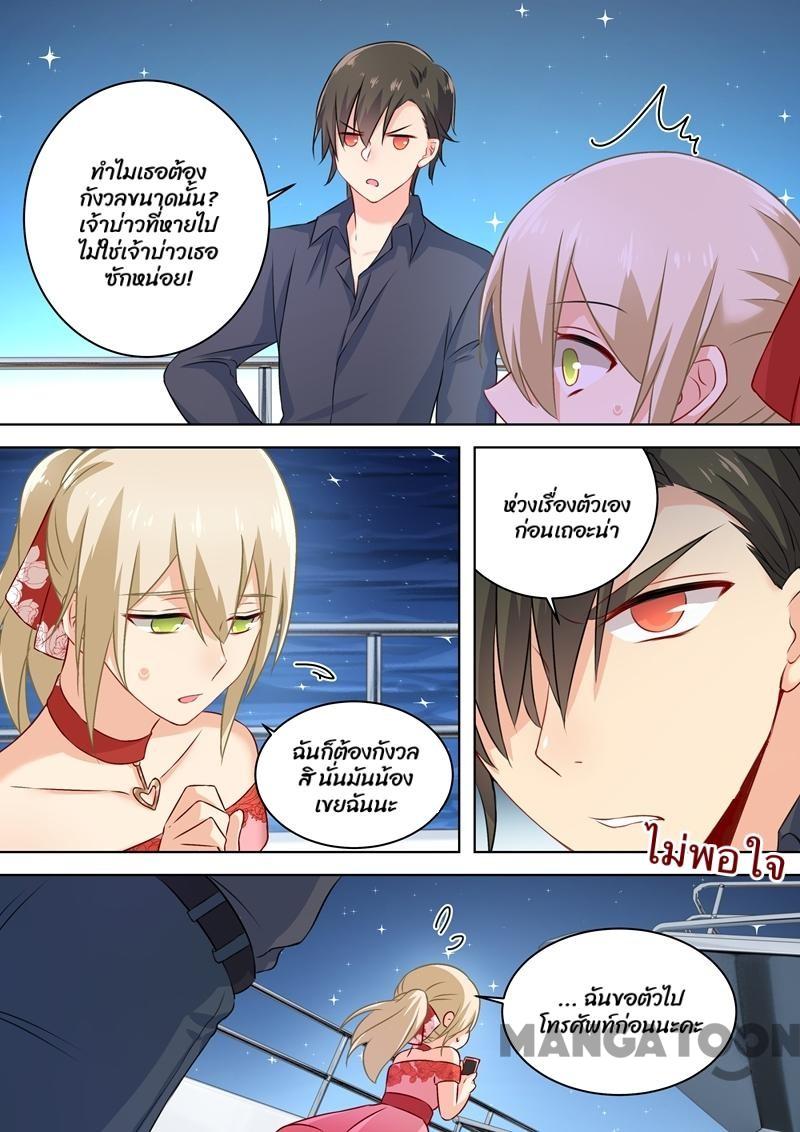 ทำไมเธอต้อง
กังวลขนาดนั้น?
เจ้าบ่าวที่หายไป
ไม่ใช่เจ้าบ่าวเธอ
ซักหน่อย!
ฉันก็ต้องกังวล
สิ นั่นมันน้อง
เขยฉันนะ
ห่วงเรื่องตัวเอง
ก่อนเถอะน่า
ไม่พอใจ
... ฉันขอตัวไป
โทรศัพท์ก่อนนะคะ
MANGATOON